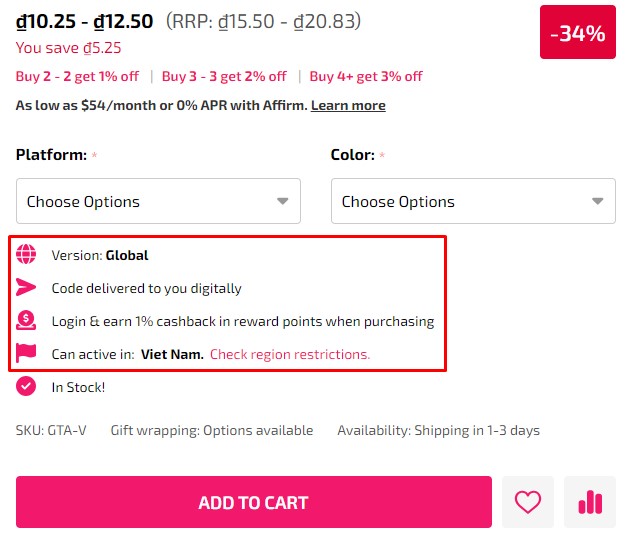 ₫10.25 - ₫12.50 (RRP: ₫15.50 - ₫20.83)
-34%
You save ₫5.25
Buy 2 - 2 get 1% off | Buy 3 - 3 get 2% off | Buy 4+ get 3% off
As low as $54/month or 0% APR with Affirm. Learn more
Platform: * Color: *
Choose Options Choose Options
Version: Global
Code delivered to you digitally
Login & earn 1% cashback in reward points when purchasing
Can active in: Viet Nam. Check region restrictions.
In Stock!
SKU: GTA-V Gift wrapping: Options available Availability: Shipping in 1-3 days
ADD TO CART